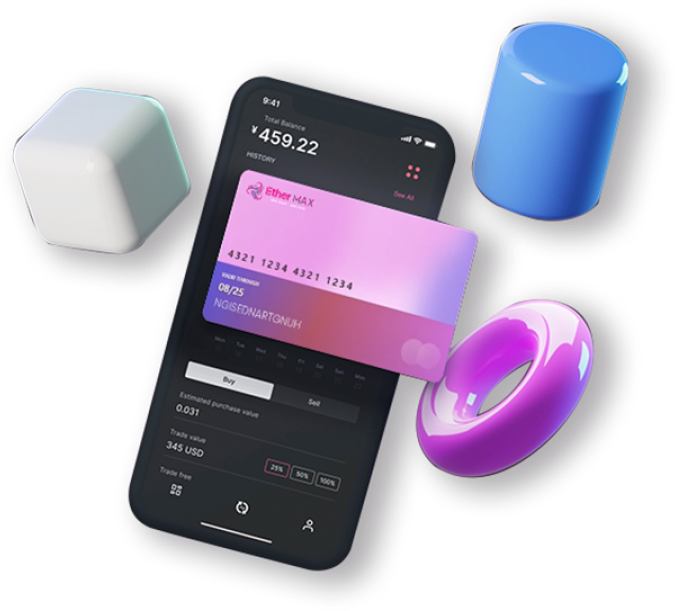 9:41
Total Balance
¥459.22
HISTORY
See All
Ether MAX
4321 1234 4321 1234
VALID THROUGH
08/25
NGISEDNARTGNUH
Mon Tue Wed Thu Fri Sat Sun Mon
Buy Sell
Estimated purchase value
0.031
Trade value
345 USD
25% 50% 100%
Trade free